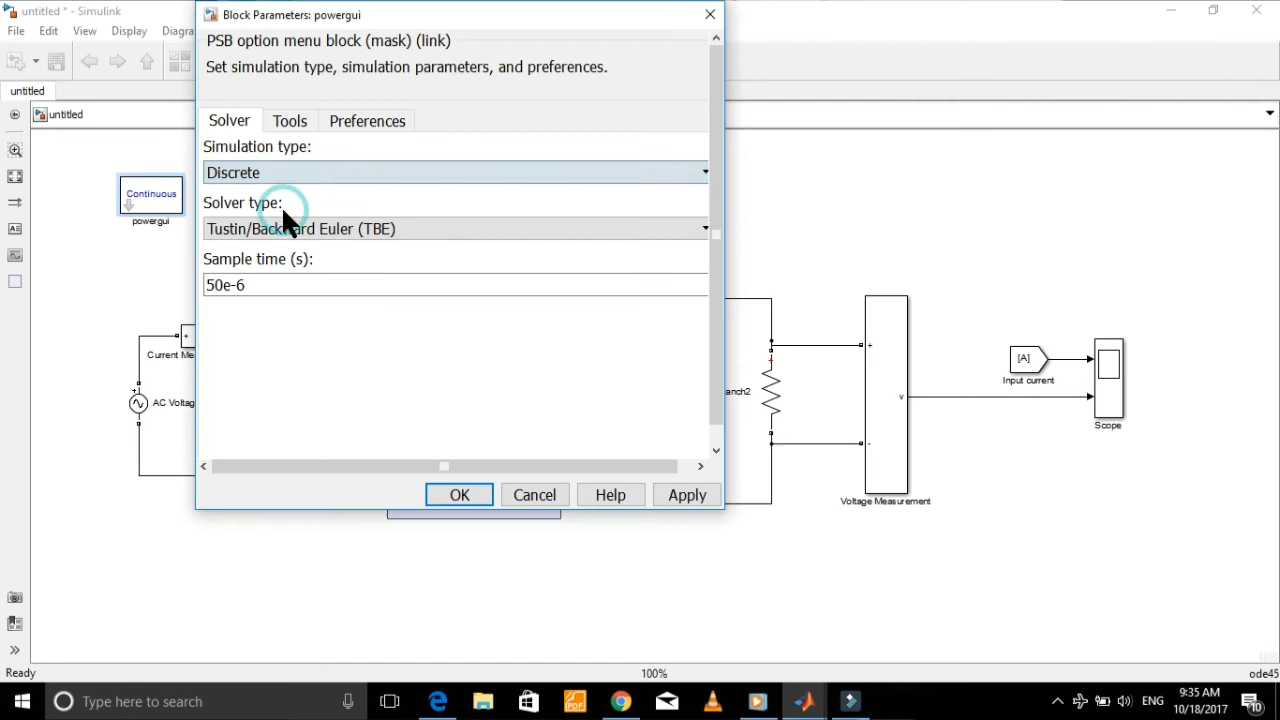 untitled * - Simulink
Block Parameters: powergui
File Edit View Display Diagra
PSB option menu block (mask) (link)
Set simulation type, simulation parameters, and preferences.
untitled
untitled
Solver Tools Preferences
Simulation type:
Discrete
Solver type:
Tustin/Backward Euler (TBE)
Sample time (s):
50e-6
Continuous
powergui
Current Me
AC Voltag
anch2
+
v
-
Voltage Measurement
[A]
Input current
Scope
OK Cancel Help Apply
Ready
100%
ode45
Type here to search
PDF
ENG
9:35 AM
10/18/2017
10